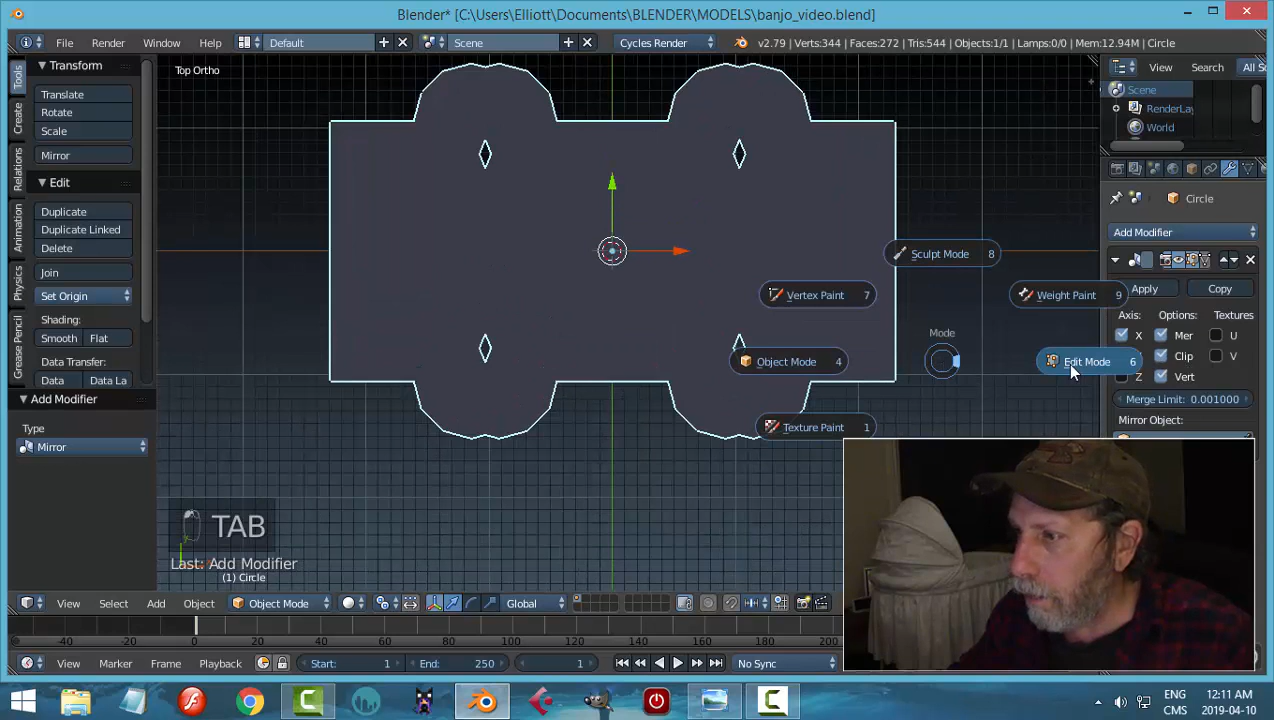 Blender* [C:\Users\Elliott\Documents\BLENDER\MODELS\banjo_video.blend]
File Render Window Help Default Scene Cycles Render v2.79 | Verts:344 | Faces:272 | Tris:544 | Objects:1/1 | Lamps:0/0 | Mem:12.94M | Circle
Tools
Create
Relations
Animation
Physics
Grease Pencil
Transform
Translate
Rotate
Scale
Mirror
Edit
Duplicate
Duplicate Linked
Delete
Join
Set Origin
Shading:
Smooth Flat
Data Transfer:
Data Data La
Add Modifier
Type
Mirror
Top Ortho
Sculpt Mode 8
Vertex Paint 7
Weight Paint 9
Mode
Object Mode 4
Edit Mode 6
Texture Paint 1
TAB
Last: Add Modifier
(1) Circle
View Search All S
Scene
RenderLay
World
Circle
Add Modifier
Apply Copy
Axis: Options: Textures
X Mer U
Clip V
Z Vert
Merge Limit: 0.001000
Mirror Object:
View Select Add Object Object Mode Global
-40 -20 0 20 40 60 80 100 120 140 160 180 200
View Marker Frame Playback Start: 1 End: 250 1 No Sync
ENG 12:11 AM
CMS 2019-04-10